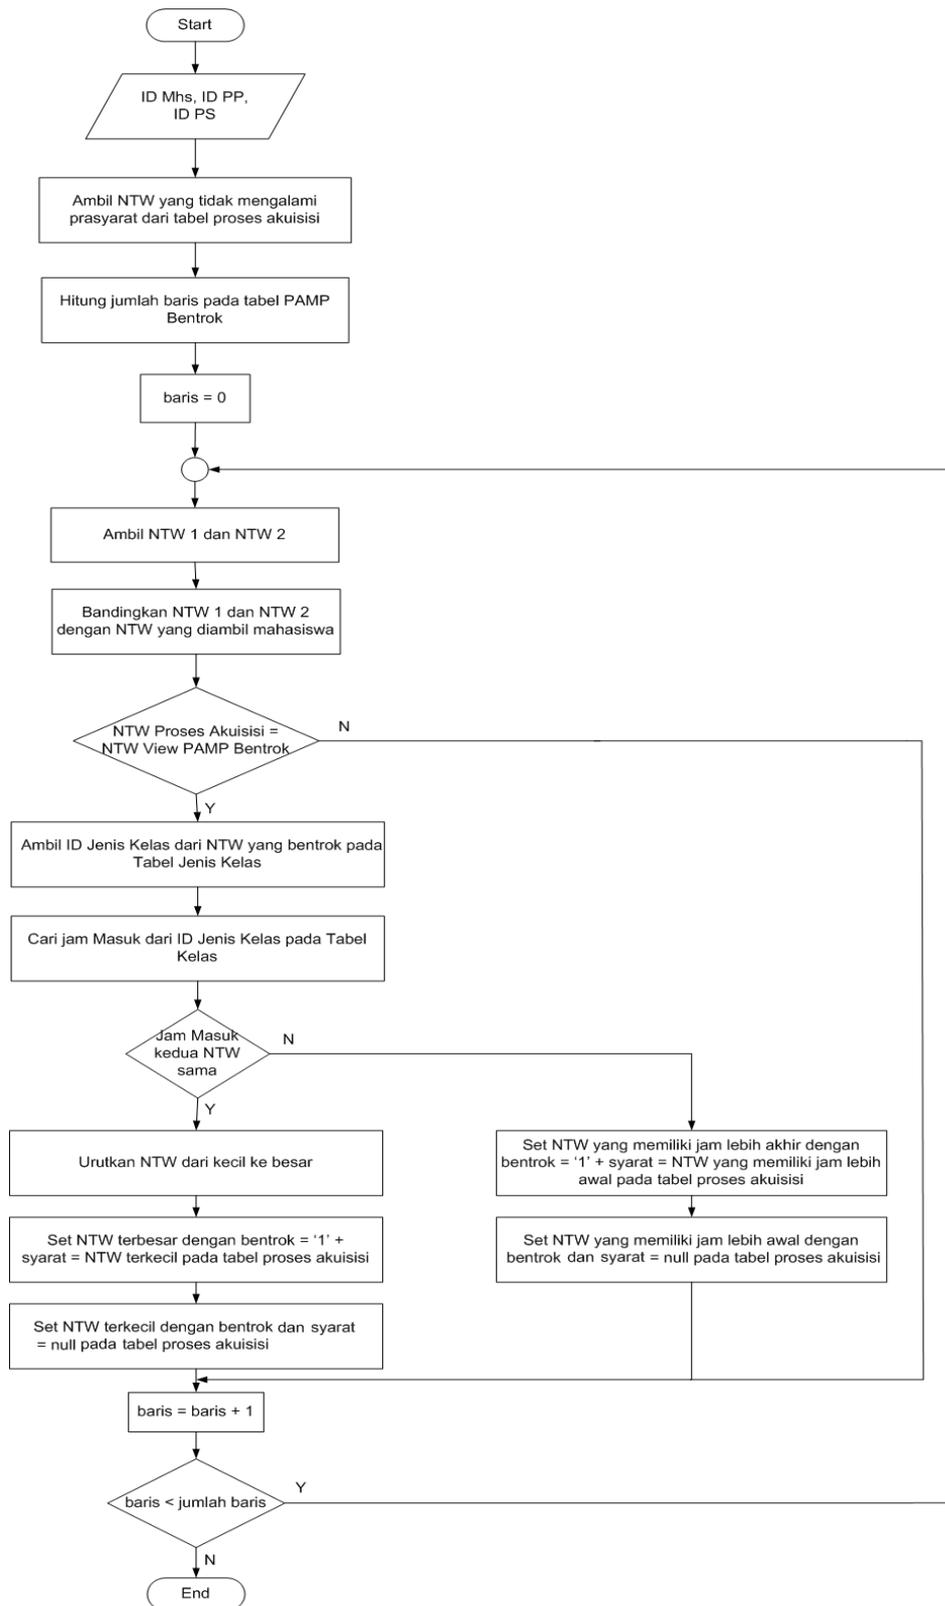 Start
ID Mhs, ID PP,
ID PS
Ambil NTW yang tidak mengalami
prasyarat dari tabel proses akuisisi
Hitung jumlah baris pada tabel PAMP
Bentrok
baris = 0
Ambil NTW 1 dan NTW 2
Bandingkan NTW 1 dan NTW 2
dengan NTW yang diambil mahasiswa
NTW Proses Akuisisi =
NTW View PAMP Bentrok
N
Y
Ambil ID Jenis Kelas dari NTW yang bentrok pada
Tabel Jenis Kelas
Cari jam Masuk dari ID Jenis Kelas pada Tabel
Kelas
Jam Masuk
kedua NTW
sama
N
Y
Urutkan NTW dari kecil ke besar
Set NTW terbesar dengan bentrok = ‘1’ +
syarat = NTW terkecil pada tabel proses akuisisi
Set NTW terkecil dengan bentrok dan syarat
= null pada tabel proses akuisisi
Set NTW yang memiliki jam lebih akhir dengan
bentrok = ‘1’ + syarat = NTW yang memiliki jam lebih
awal pada tabel proses akuisisi
Set NTW yang memiliki jam lebih awal dengan
bentrok dan syarat = null pada tabel proses akuisisi
baris = baris + 1
baris < jumlah baris
Y
N
End